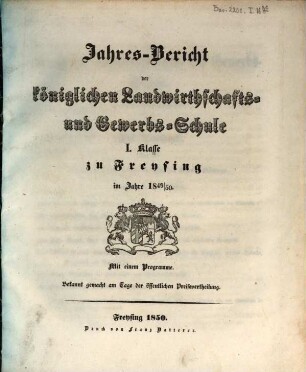 Jahres-Bericht
der
königlichen Landwirthschafts-
und Gewerbs-Schule
I. Klasse
zu Freysing
im Jahre 1849/50.
Mit einem Programme.
Bekannt gemacht am Tage der öffentlichen Preisevertheilung.
Freysing 1850.
Druck von Franz Datterer.